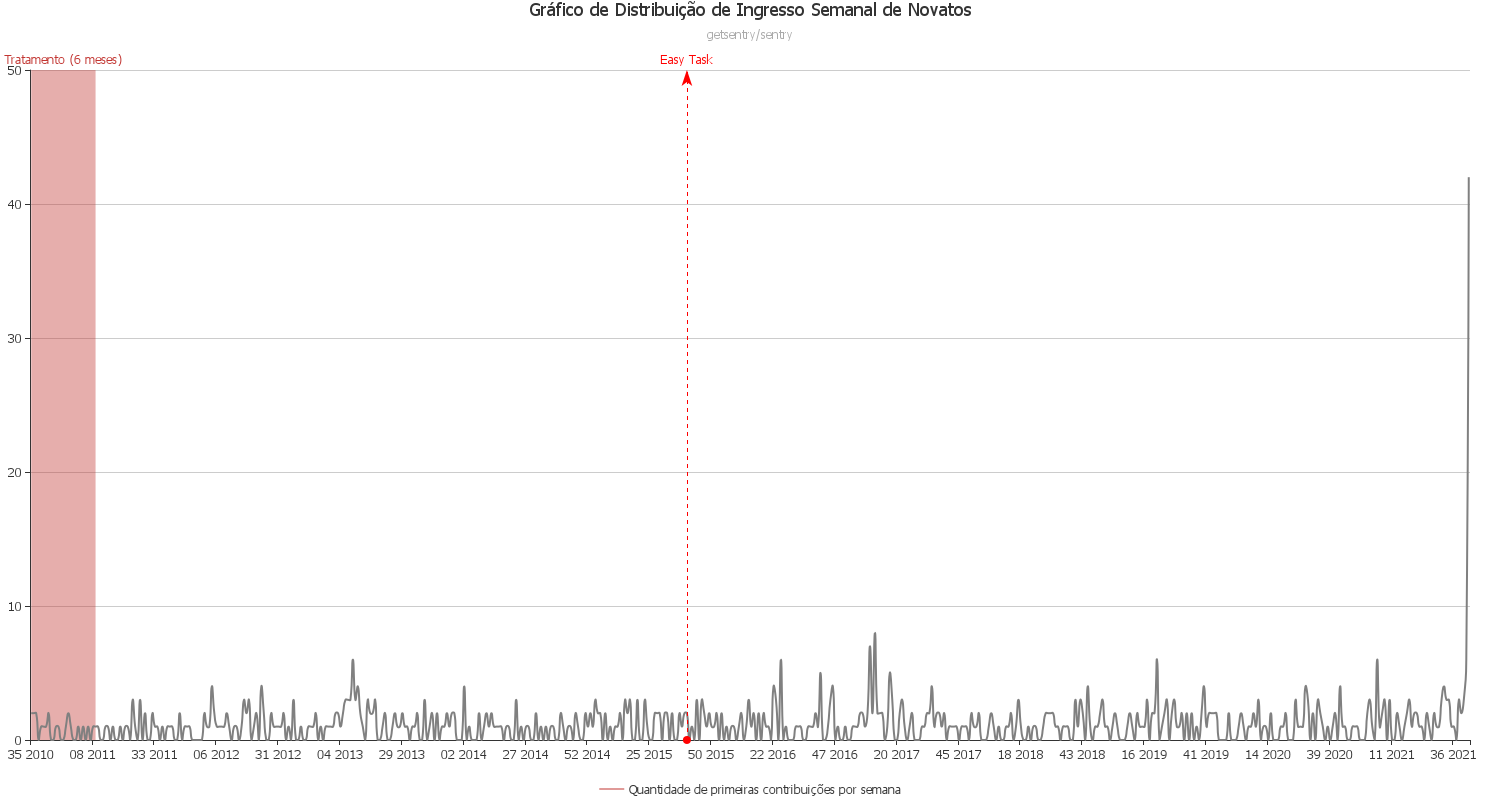 Gráfico de Distribuição de Ingresso Semanal de Novatos
getsentry/sentry
Tratamento (6 meses)
Easy Task
50
40
30
20
10
0
35 2010 08 2011 33 2011 06 2012 31 2012 04 2013 29 2013 02 2014 27 2014 52 2014 25 2015 50 2015 22 2016 47 2016 20 2017 45 2017 18 2018 43 2018 16 2019 41 2019 14 2020 39 2020 11 2021 36 2021
Quantidade de primeiras contribuições por semana